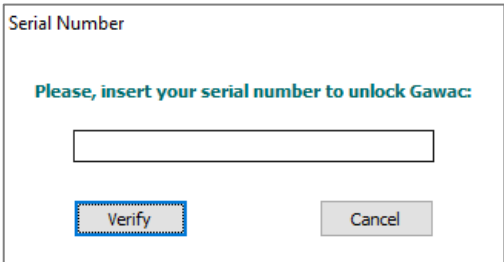 Serial Number
Please, insert your serial number to unlock Gawac:
Verify
Cancel